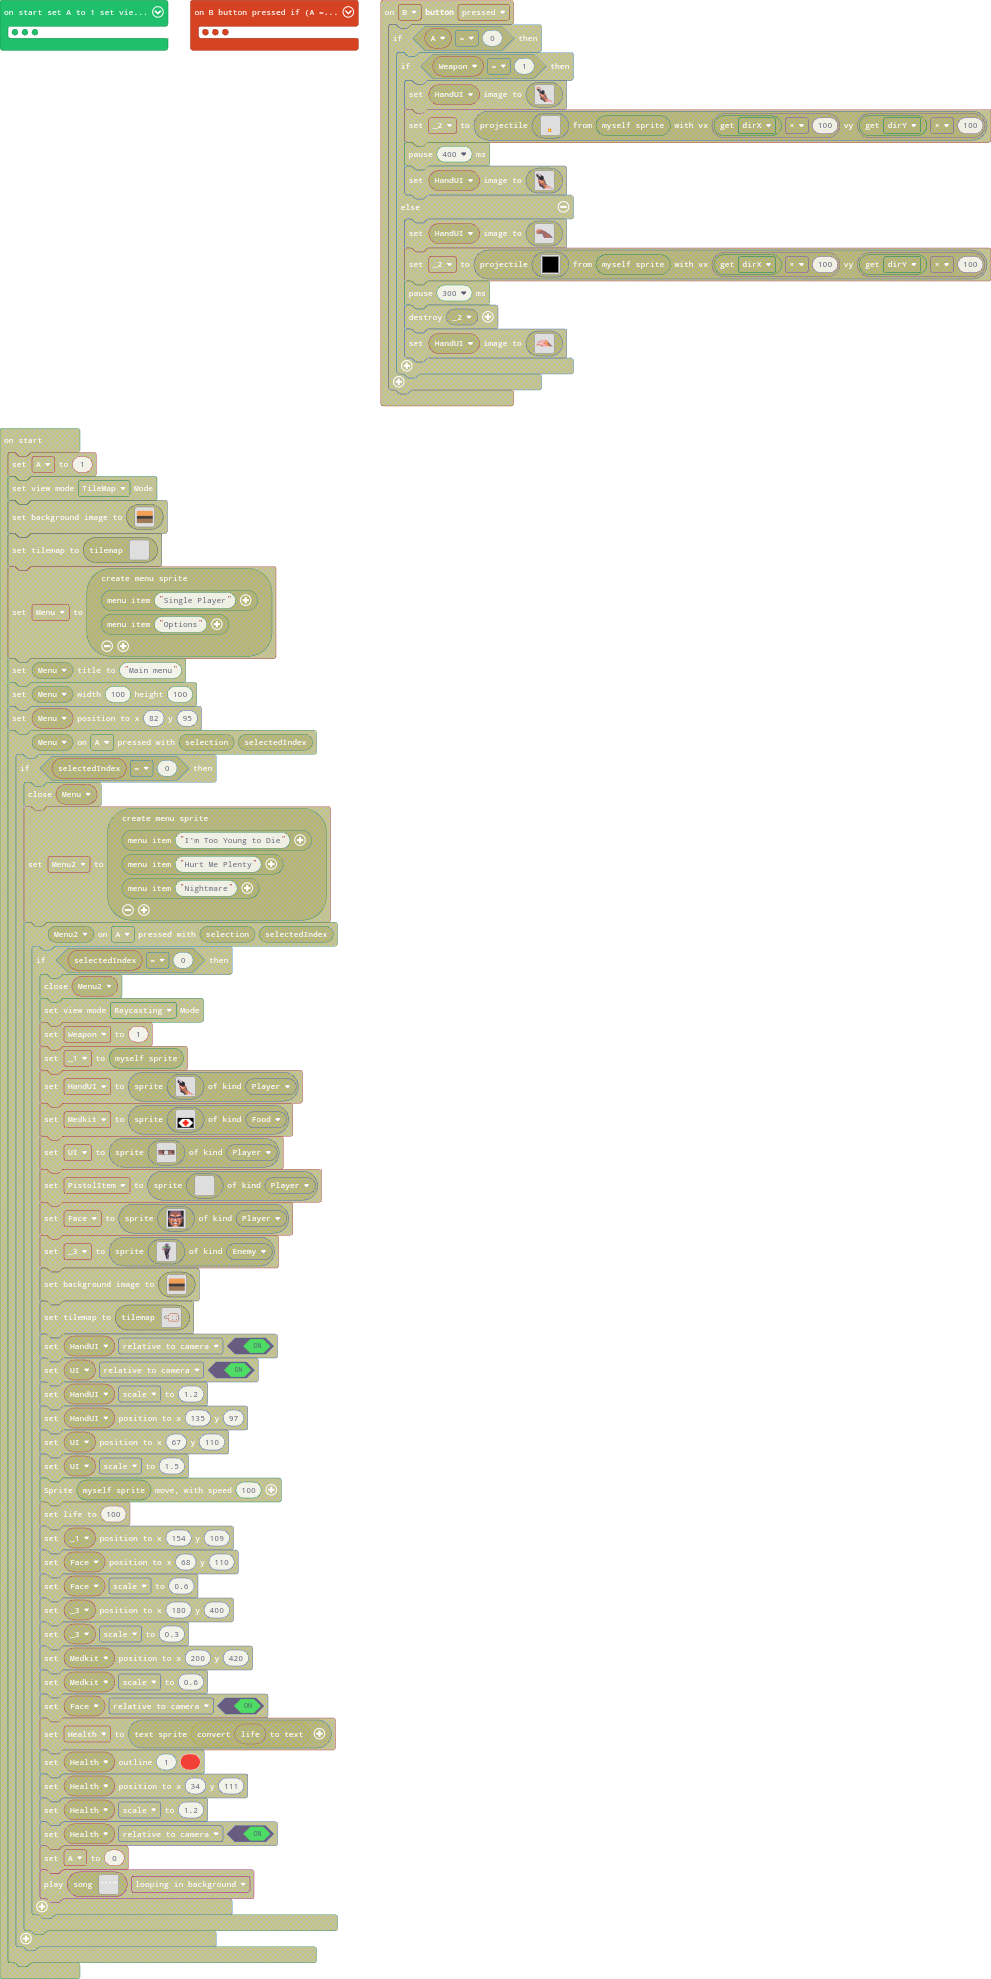 on start set A to 1 set vie...
on B button pressed if (A =...
on B button pressed
if A = 0 then
if Weapon = 1 then
set HandUI image to
set _2 to projectile from myself sprite with vx get dirX × 100 vy get dirY × 100
pause 400 ms
set HandUI image to
else
set HandUI image to
set _2 to projectile from myself sprite with vx get dirX × 100 vy get dirY × 100
pause 300 ms
destroy _2
set HandUI image to
on start
set A to 1
set view mode TileMap Mode
set background image to
set tilemap to tilemap
set Menu to create menu sprite
menu item "Single Player"
menu item "Options"
set Menu title to "Main menu"
set Menu width 100 height 100
set Menu position to x 82 y 95
Menu on A pressed with selection selectedIndex
if selectedIndex = 0 then
close Menu
set Menu2 to create menu sprite
menu item "I'm Too Young to Die"
menu item "Hurt Me Plenty"
menu item "Nightmare"
Menu2 on A pressed with selection selectedIndex
if selectedIndex = 0 then
close Menu2
set view mode Raycasting Mode
set Weapon to 1
set _1 to myself sprite
set HandUI to sprite of kind Player
set Medkit to sprite of kind Food
set UI to sprite of kind Player
set PistolItem to sprite of kind Player
set Face to sprite of kind Player
set _3 to sprite of kind Enemy
set background image to
set tilemap to tilemap
set HandUI relative to camera ON
set UI relative to camera ON
set HandUI scale to 1.2
set HandUI position to x 135 y 97
set UI position to x 67 y 110
set UI scale to 1.5
Sprite myself sprite move, with speed 100
set life to 100
set _1 position to x 154 y 109
set Face position to x 68 y 110
set Face scale to 0.6
set _3 position to x 180 y 400
set _3 scale to 0.3
set Medkit position to x 200 y 420
set Medkit scale to 0.6
set Face relative to camera ON
set Health to text sprite convert life to text
set Health outline 1
set Health position to x 34 y 111
set Health scale to 1.2
set Health relative to camera ON
set A to 0
play song looping in background